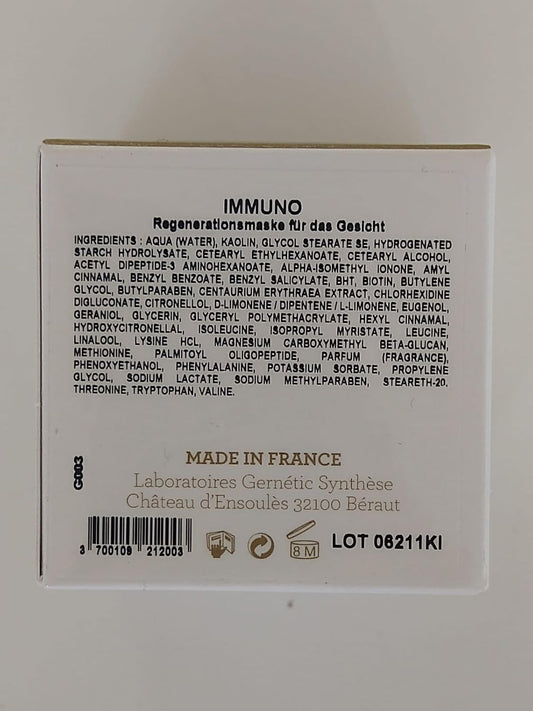 IMMUNO
Regenerationsmaske für das Gesicht
INGREDIENTS : AQUA (WATER), KAOLIN, GLYCOL STEARATE SE, HYDROGENATED
STARCH HYDROLYSATE, CETEARYL ETHYLHEXANOATE, CETEARYL ALCOHOL,
ACETYL DIPEPTIDE-3 AMINOHEXANOATE, ALPHA-ISOMETHYL IONONE, AMYL
CINNAMAL, BENZYL BENZOATE, BENZYL SALICYLATE, BHT, BIOTIN, BUTYLENE
GLYCOL, BUTYLPARABEN, CENTAURIUM ERYTHRAEA EXTRACT, CHLORHEXIDINE
DIGLUCONATE, CITRONELLOL, D-LIMONENE / DIPENTENE / L-LIMONENE, EUGENOL,
GERANIOL, GLYCERIN, GLYCERYL POLYMETHACRYLATE, HEXYL CINNAMAL,
HYDROXYCITRONELLAL, ISOLEUCINE, ISOPROPYL MYRISTATE, LEUCINE,
LINALOOL, LYSINE HCL, MAGNESIUM CARBOXYMETHYL BETA-GLUCAN,
METHIONINE, PALMITOYL OLIGOPEPTIDE, PARFUM (FRAGRANCE),
PHENOXYETHANOL, PHENYLALANINE, POTASSIUM SORBATE, PROPYLENE
GLYCOL, SODIUM LACTATE, SODIUM METHYLPARABEN, STEARETH-20.
THREONINE, TRYPTOPHAN, VALINE.
G003
MADE IN FRANCE
Laboratoires Gernétic Synthèse
Château d'Ensoulès 32100 Béraut
3 700109 212003
8 M
LOT 06211KI